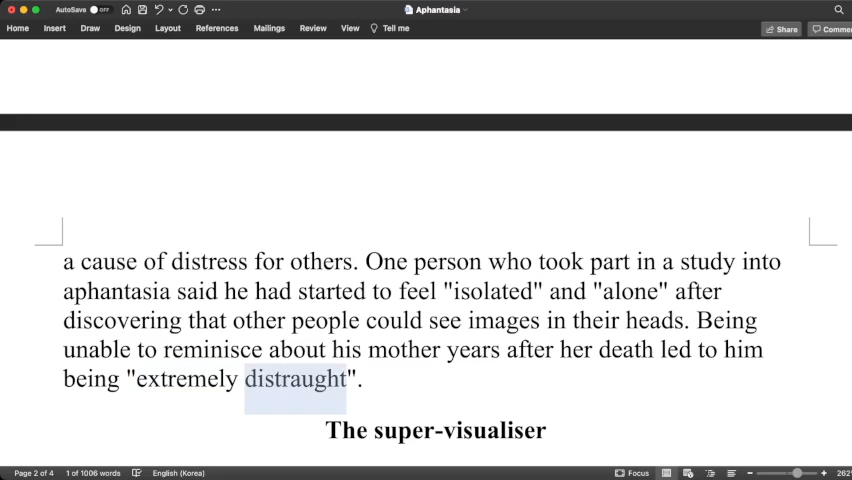 AutoSave OFF
Aphantasia
Home Insert Draw Design Layout References Mailings Review View Tell me Share
a cause of distress for others. One person who took part in a study into
aphantasia said he had started to feel "isolated" and "alone" after
discovering that other people could see images in their heads. Being
unable to reminisce about his mother years after her death led to him
being "extremely distraught".
The super-visualiser
Page 2 of 4 1 of 1006 words English (Korea) Focus